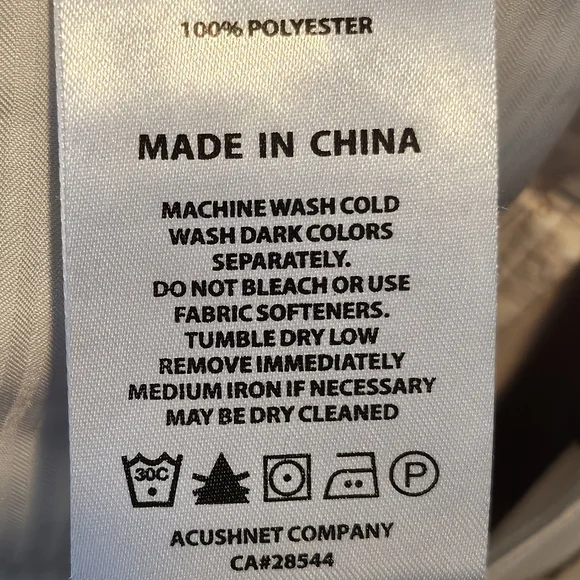 100% POLYESTER
MADE IN CHINA
MACHINE WASH COLD
WASH DARK COLORS
SEPARATELY.
DO NOT BLEACH OR USE
FABRIC SOFTENERS.
TUMBLE DRY LOW
REMOVE IMMEDIATELY
MEDIUM IRON IF NECESSARY
MAY BE DRY CLEANED
30C P
ACUSHNET COMPANY
CA#28544